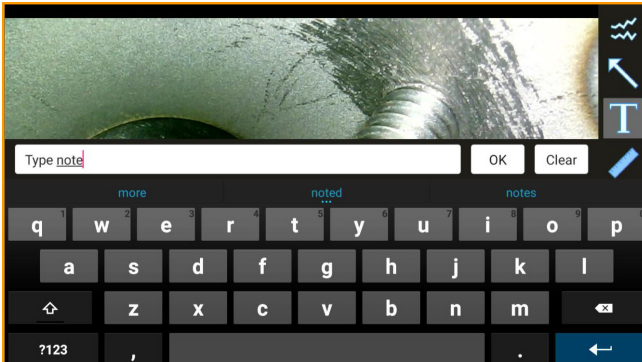 T
Type note OK Clear
more noted notes
1 2 3 4 5 6 7 8 9 0
q w e r t y u i o p
a s d f g h j k l
z x c v b n m
?123 , .